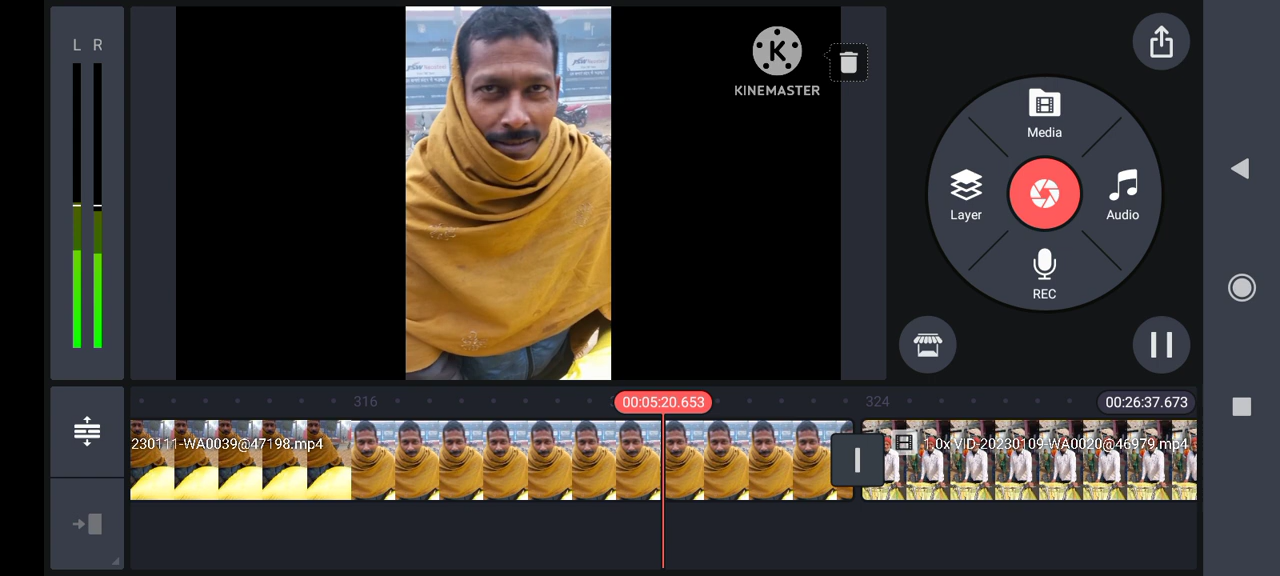 L R
KINEMASTER
Media
Layer
Audio
REC
316
00:05:20.653
324
00:26:37.673
230111-WA0039@47198.mp4
1.0x VID-20230109-WA0020@46979.mp4